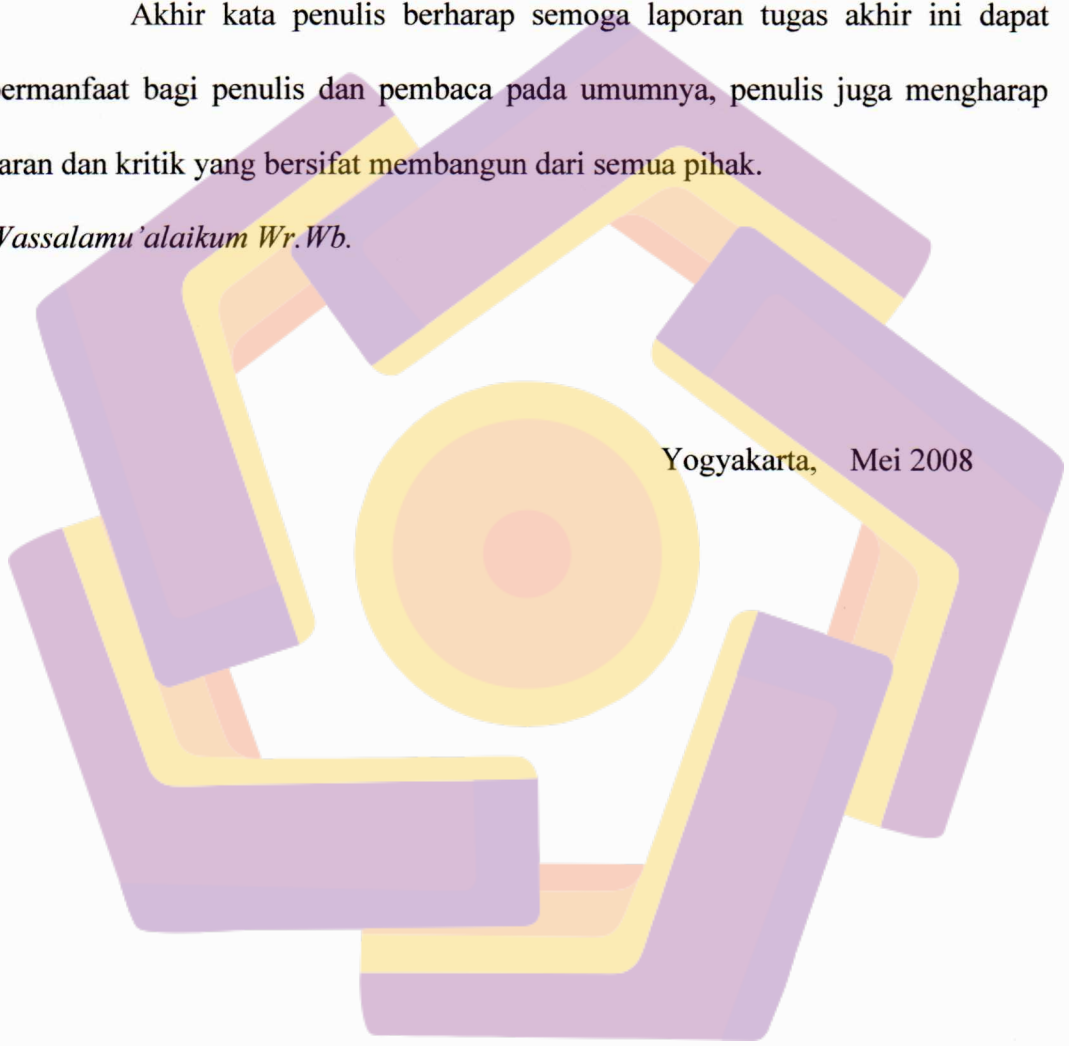 Akhir kata penulis berharap semoga laporan tugas akhir ini dapat
ermanfaat bagi penulis dan pembaca pada umumnya, penulis juga mengharap
aran dan kritik yang bersifat membangun dari semua pihak.
Wassalamu'alaikum Wr.Wb.
Yogyakarta, Mei 2008